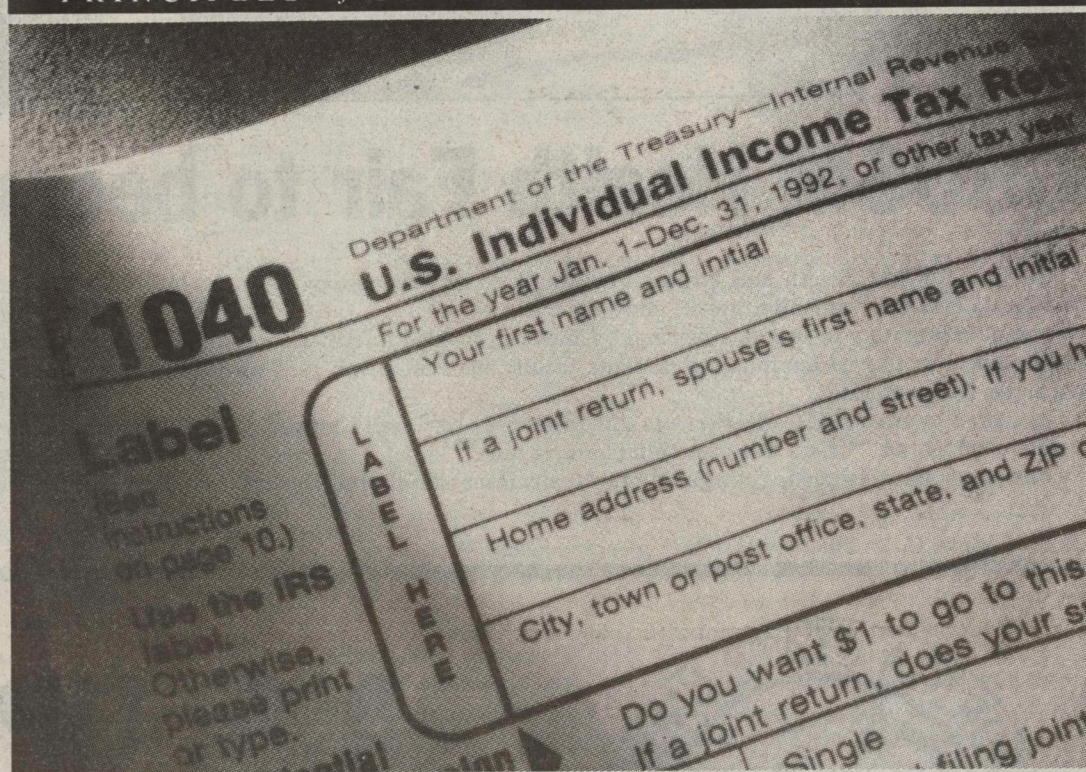 1040
Department of the Treasury—Internal Revenue
U.S. Individual Income Tax
For the year Jan. 1–Dec. 31, 1992, or other tax year
Label
(See
instructions
on page 10.)
Use the IRS
label.
Otherwise,
please print
or type.
LABEL HERE
Your first name and initial
If a joint return, spouse's first name and initial
Home address (number and street). If you
City, town or post office, state, and ZIP
Do you want $1 to go to this
If a joint return, does your
Single
filing